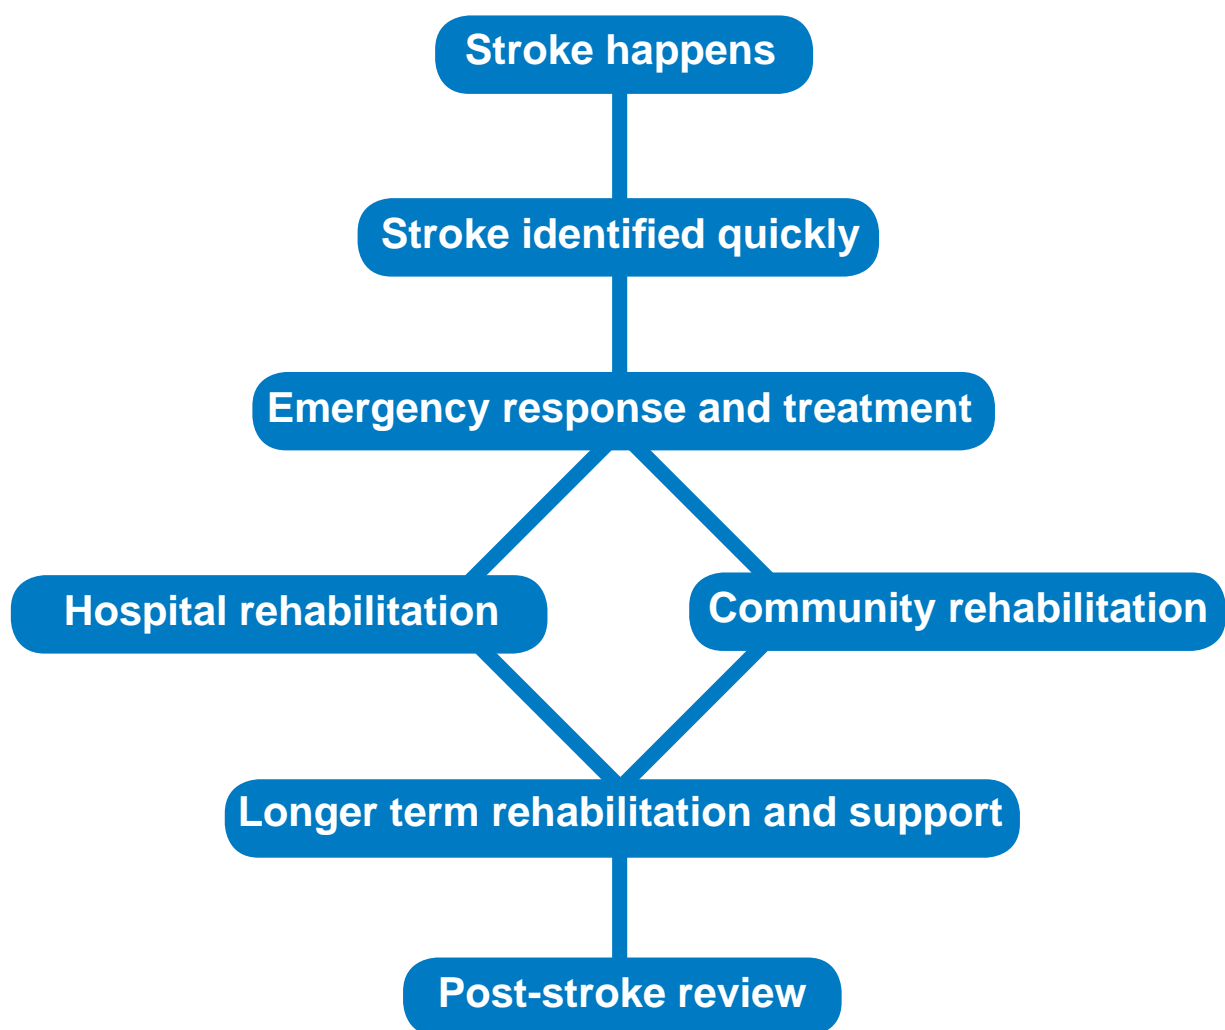 Stroke happens
Stroke identified quickly
Emergency response and treatment
Hospital rehabilitation
Community rehabilitation
Longer term rehabilitation and support
Post-stroke review